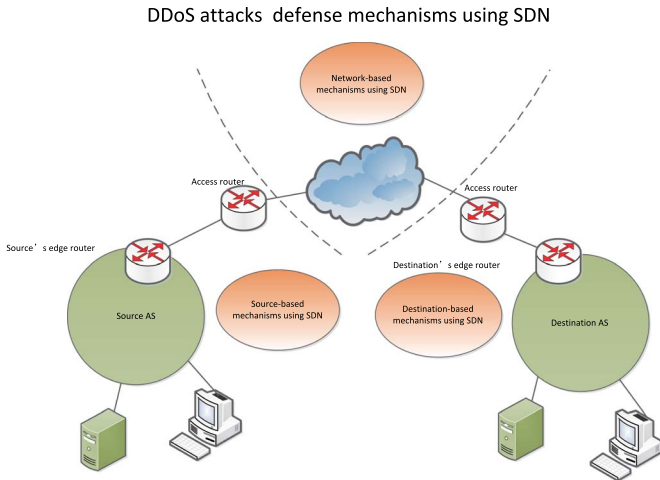 DDoS attacks defense mechanisms using SDN
Network-based
mechanisms using SDN
Access router
Access router
Source's edge router
Destination's edge router
Source-based
mechanisms using SDN
Destination-based
mechanisms using SDN
Source AS
Destination AS